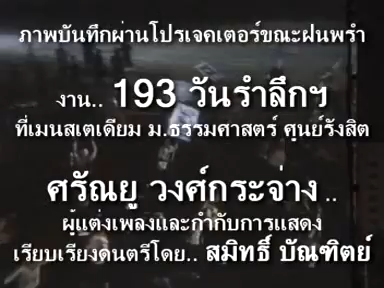 ภาพบันทึกผ่านโปรเจคเตอร์ขณะฝนพรำ
งาน.. 193 วันรำลึกฯ
ที่เมนสเตเดียม ม.ธรรมศาสตร์ ศูนย์รังสิต
ศรัณยู วงศ์กระจ่าง ..
ผู้แต่งเพลงและกำกับการแสดง
เรียบเรียงดนตรีโดย.. สมิทธิ์ บัณฑิตย์